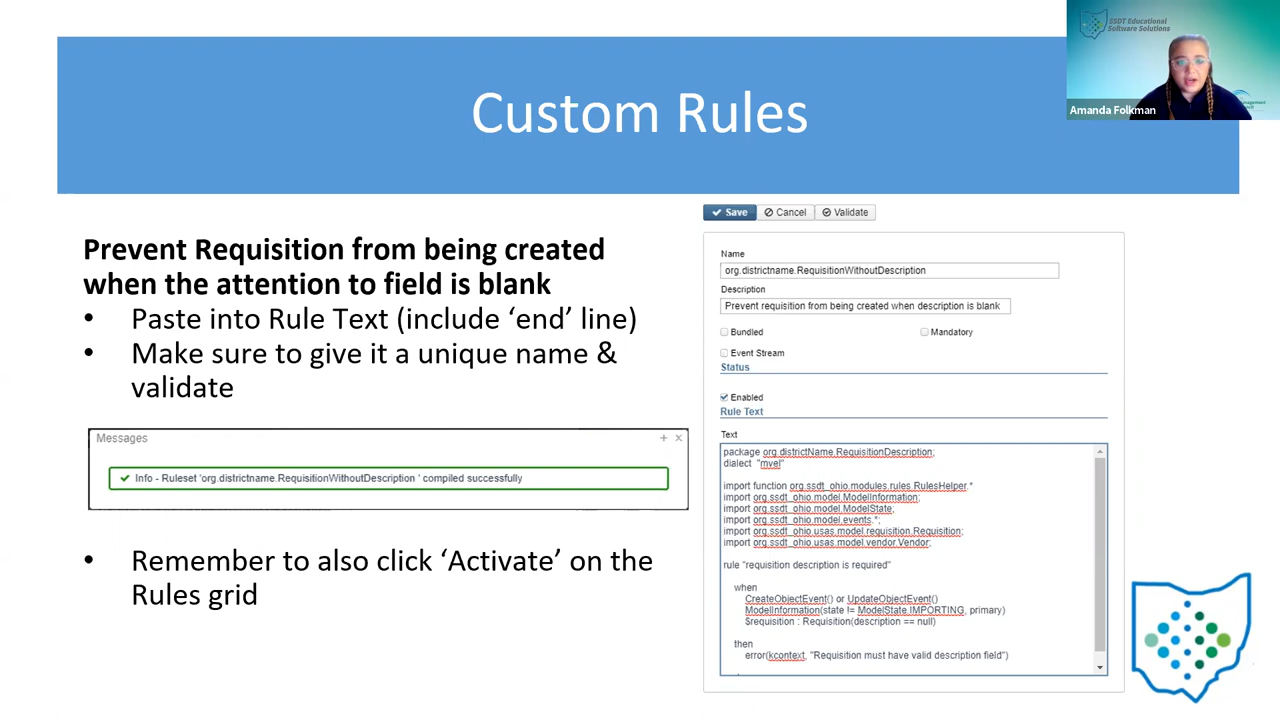 SSDT Educational
Software Solutions
Amanda Folkman
Custom Rules
Prevent Requisition from being created
when the attention to field is blank
• Paste into Rule Text (include ‘end’ line)
• Make sure to give it a unique name &
validate
Messages
Info - Ruleset 'org.districtname.RequisitionWithoutDescription ' compiled successfully
• Remember to also click ‘Activate’ on the
Rules grid
Save Cancel Validate
Name
org.districtname.RequisitionWithoutDescription
Description
Prevent requisition from being created when description is blank
Bundled Mandatory
Event Stream
Status
Enabled
Rule Text
Text
package org.districtName.RequisitionDescription;
dialect "mvel"
import function org.ssdt_ohio.modules.rules.RulesHelper.*
import org.ssdt_ohio.model.ModelInformation;
import org.ssdt_ohio.model.ModelState;
import org.ssdt_ohio.model.events.*;
import org.ssdt_ohio.usas.model.requisition.Requisition;
import org.ssdt_ohio.usas.model.vendor.Vendor;
rule "requisition description is required"
when
CreateObjectEvent() or UpdateObjectEvent()
ModelInformation(state != ModelState.IMPORTING, primary)
$requisition : Requisition(description == null)
then
error(kcontext, "Requisition must have valid description field")